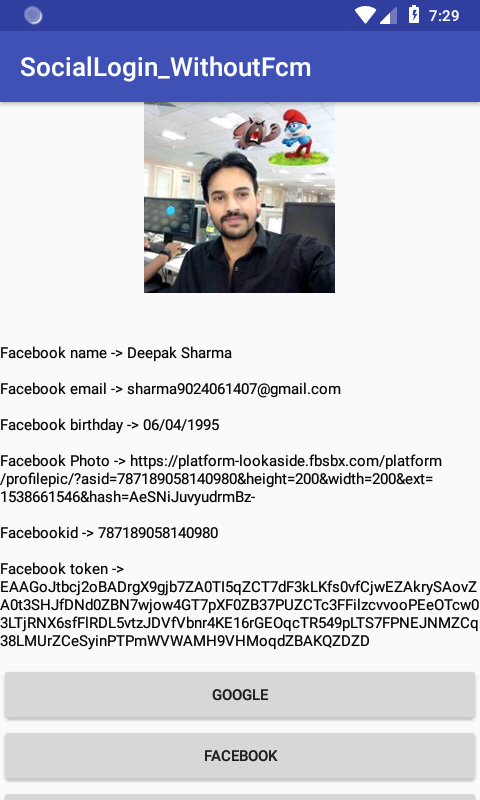 7:29
SocialLogin_WithoutFcm
Facebook name -> Deepak Sharma
Facebook email -> sharma9024061407@gmail.com
Facebook birthday -> 06/04/1995
Facebook Photo -> https://platform-lookaside.fbsbx.com/platform
/profilepic/?asid=787189058140980&height=200&width=200&ext=
1538661546&hash=AeSNiJuvyudrmBz-
Facebookid -> 787189058140980
Facebook token ->
EAAGoJtbcj2oBADrgX9gjb7ZA0TI5qZCT7dF3kLKfs0vfCjwEZAkrySAovZ
A0t3SHJfDNd0ZBN7wjow4GT7pXF0ZB37PUZCTc3FFilzcvvooPEeOTcw0
3LTjRNX6sfFlRDL5vtzJDVfVbnr4KE16rGEOqcTR549pLTS7FPNEJNMZCq
38LMUrZCeSyinPTPmWVWAMH9VHMoqdZBAKQZDZD
GOOGLE
FACEBOOK